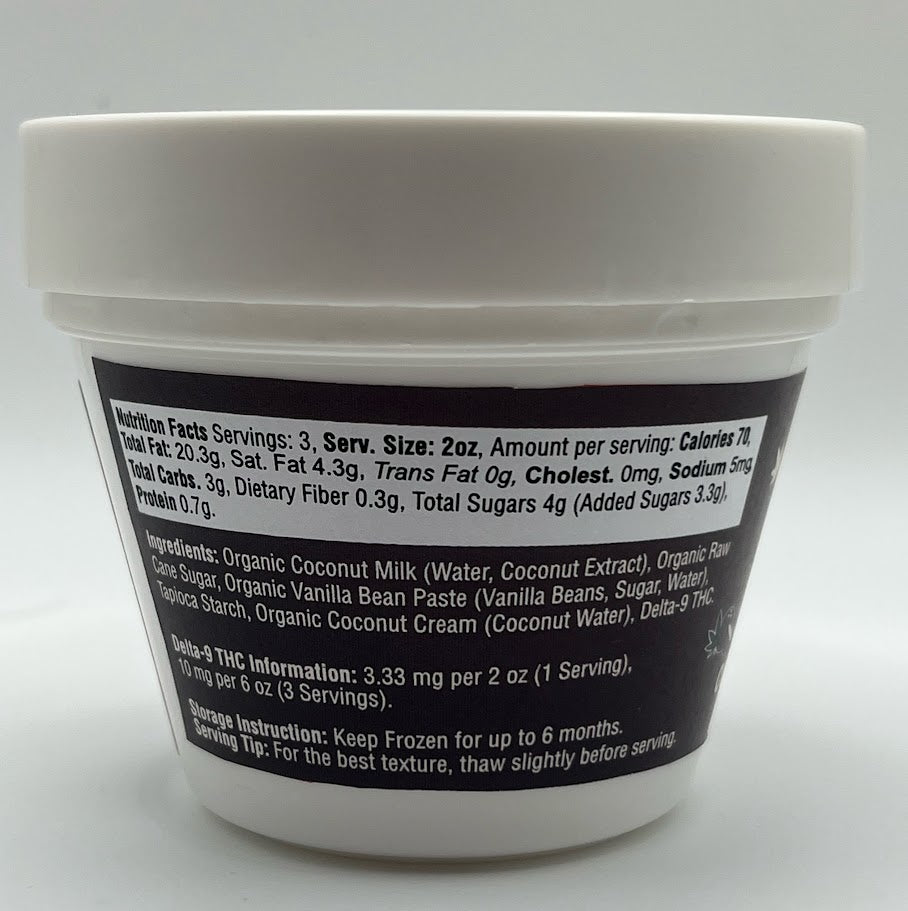 Nutrition Facts Servings: 3, Serv. Size: 2oz, Amount per serving: Calories 70,
Total Fat: 20.3g, Sat. Fat 4.3g, Trans Fat 0g, Cholest. 0mg, Sodium 5mg
Total Carbs. 3g, Dietary Fiber 0.3g, Total Sugars 4g (Added Sugars 3.3g),
Protein 0.7g.
Ingredients: Organic Coconut Milk (Water, Coconut Extract), Organic Raw
Cane Sugar, Organic Vanilla Bean Paste (Vanilla Beans, Sugar, Water),
Tapioca Starch, Organic Coconut Cream (Coconut Water), Delta-9 THC.
Delta-9 THC Information: 3.33 mg per 2 oz (1 Serving),
10 mg per 6 oz (3 Servings).
Storage Instruction: Keep Frozen for up to 6 months.
Serving Tip: For the best texture, thaw slightly before serving.